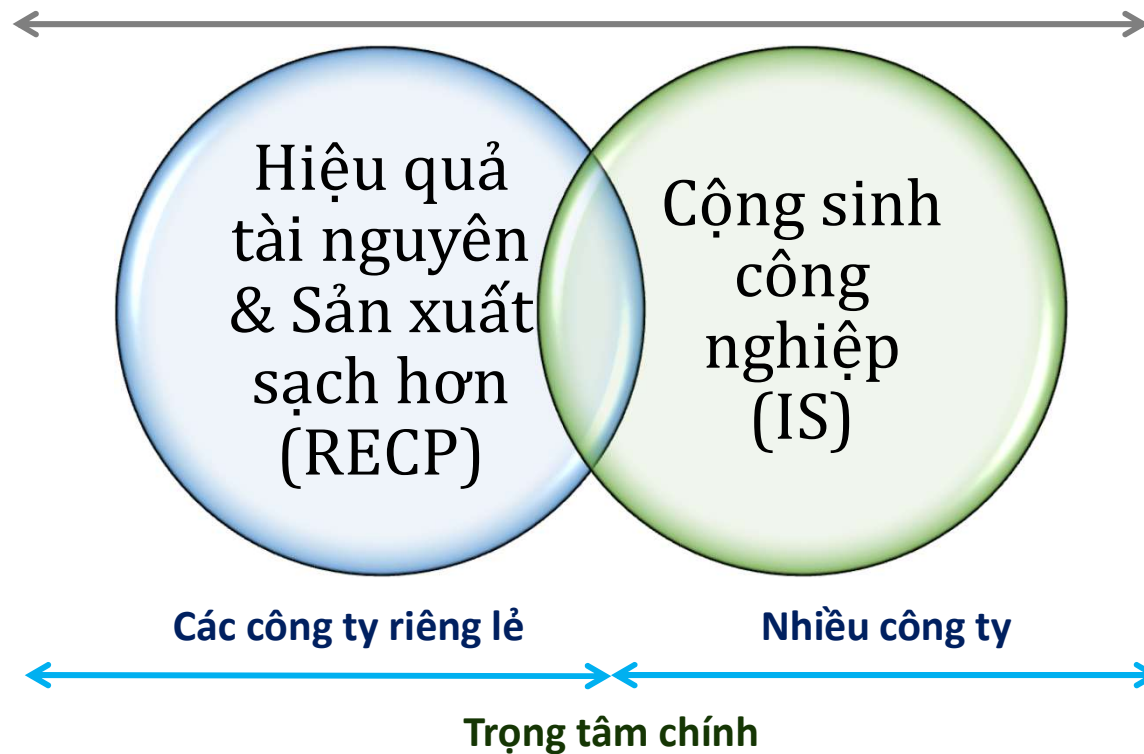 Hiệu quả
tài nguyên
& Sản xuất
sạch hơn
(RECP)
Cộng sinh
công
nghiệp
(IS)
Các công ty riêng lẻ
Nhiều công ty
Trọng tâm chính